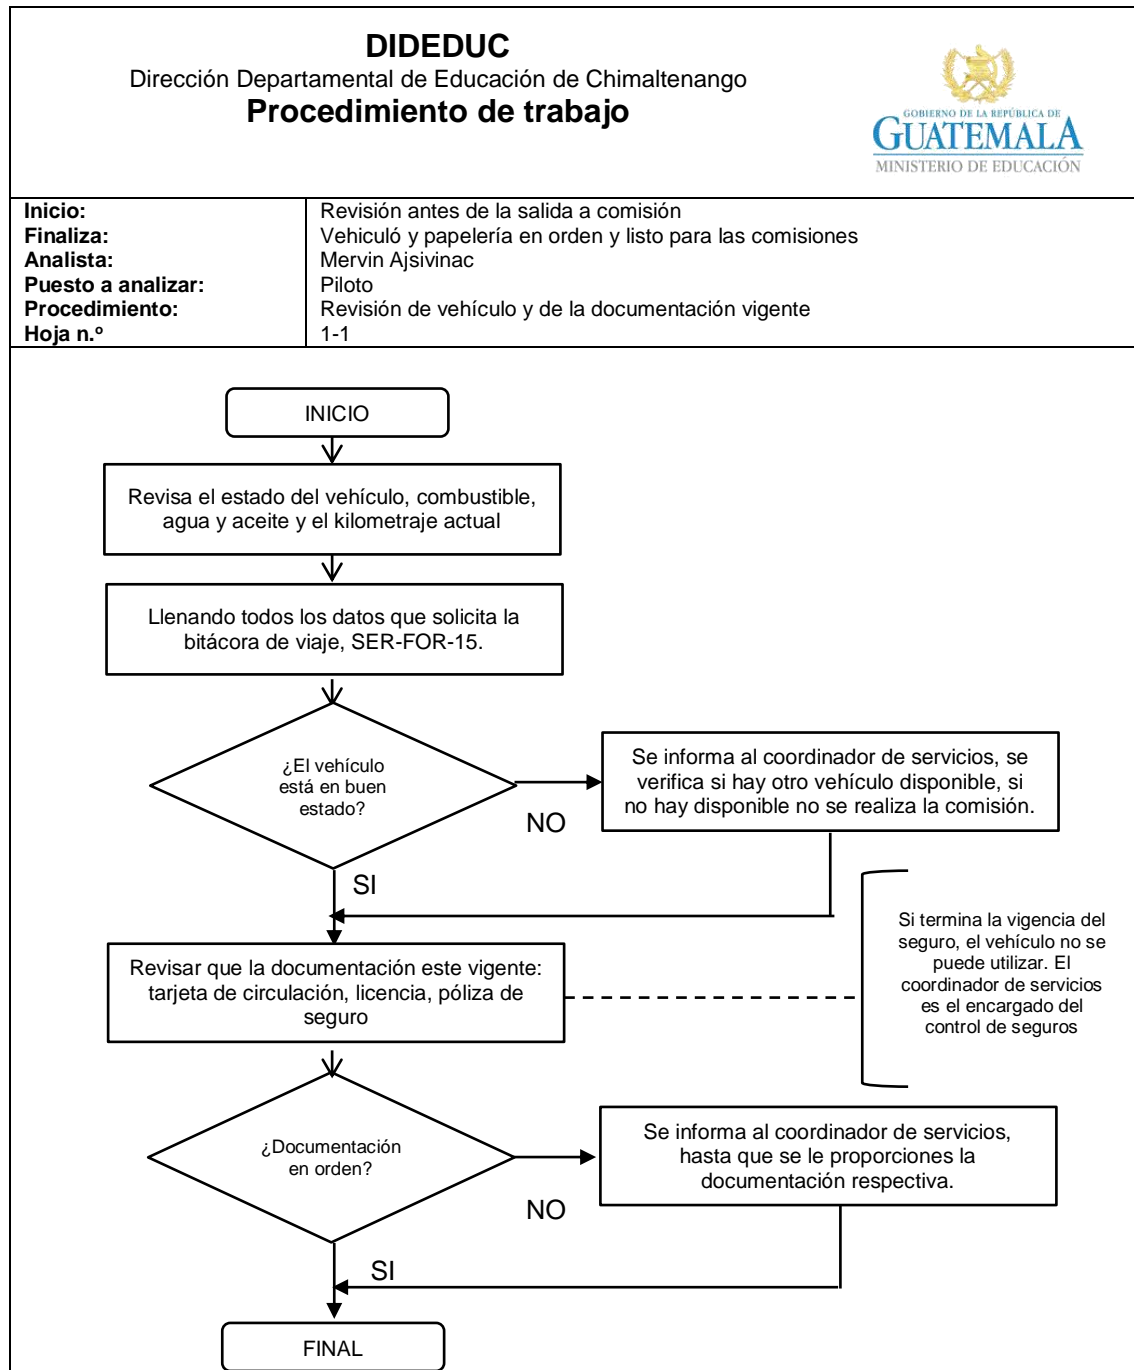 DIDEDUC
Dirección Departamental de Educación de Chimaltenango
Procedimiento de trabajo
GOBIERNO DE LA REPÚBLICA DE
GUATEMALA
MINISTERIO DE EDUCACIÓN
Inicio: Revisión antes de la salida a comisión
Finaliza: Vehiculó y papelería en orden y listo para las comisiones
Analista: Mervin Ajsivinac
Puesto a analizar: Piloto
Procedimiento: Revisión de vehículo y de la documentación vigente
Hoja n.º 1-1
INICIO
Revisa el estado del vehículo, combustible,
agua y aceite y el kilometraje actual
Llenando todos los datos que solicita la
bitácora de viaje, SER-FOR-15.
¿El vehículo
está en buen
estado?
NO
Se informa al coordinador de servicios, se
verifica si hay otro vehículo disponible, si
no hay disponible no se realiza la comisión.
SI
Revisar que la documentación este vigente:
tarjeta de circulación, licencia, póliza de
seguro
Si termina la vigencia del
seguro, el vehículo no se
puede utilizar. El
coordinador de servicios
es el encargado del
control de seguros
¿Documentación
en orden?
NO
Se informa al coordinador de servicios,
hasta que se le proporciones la
documentación respectiva.
SI
FINAL